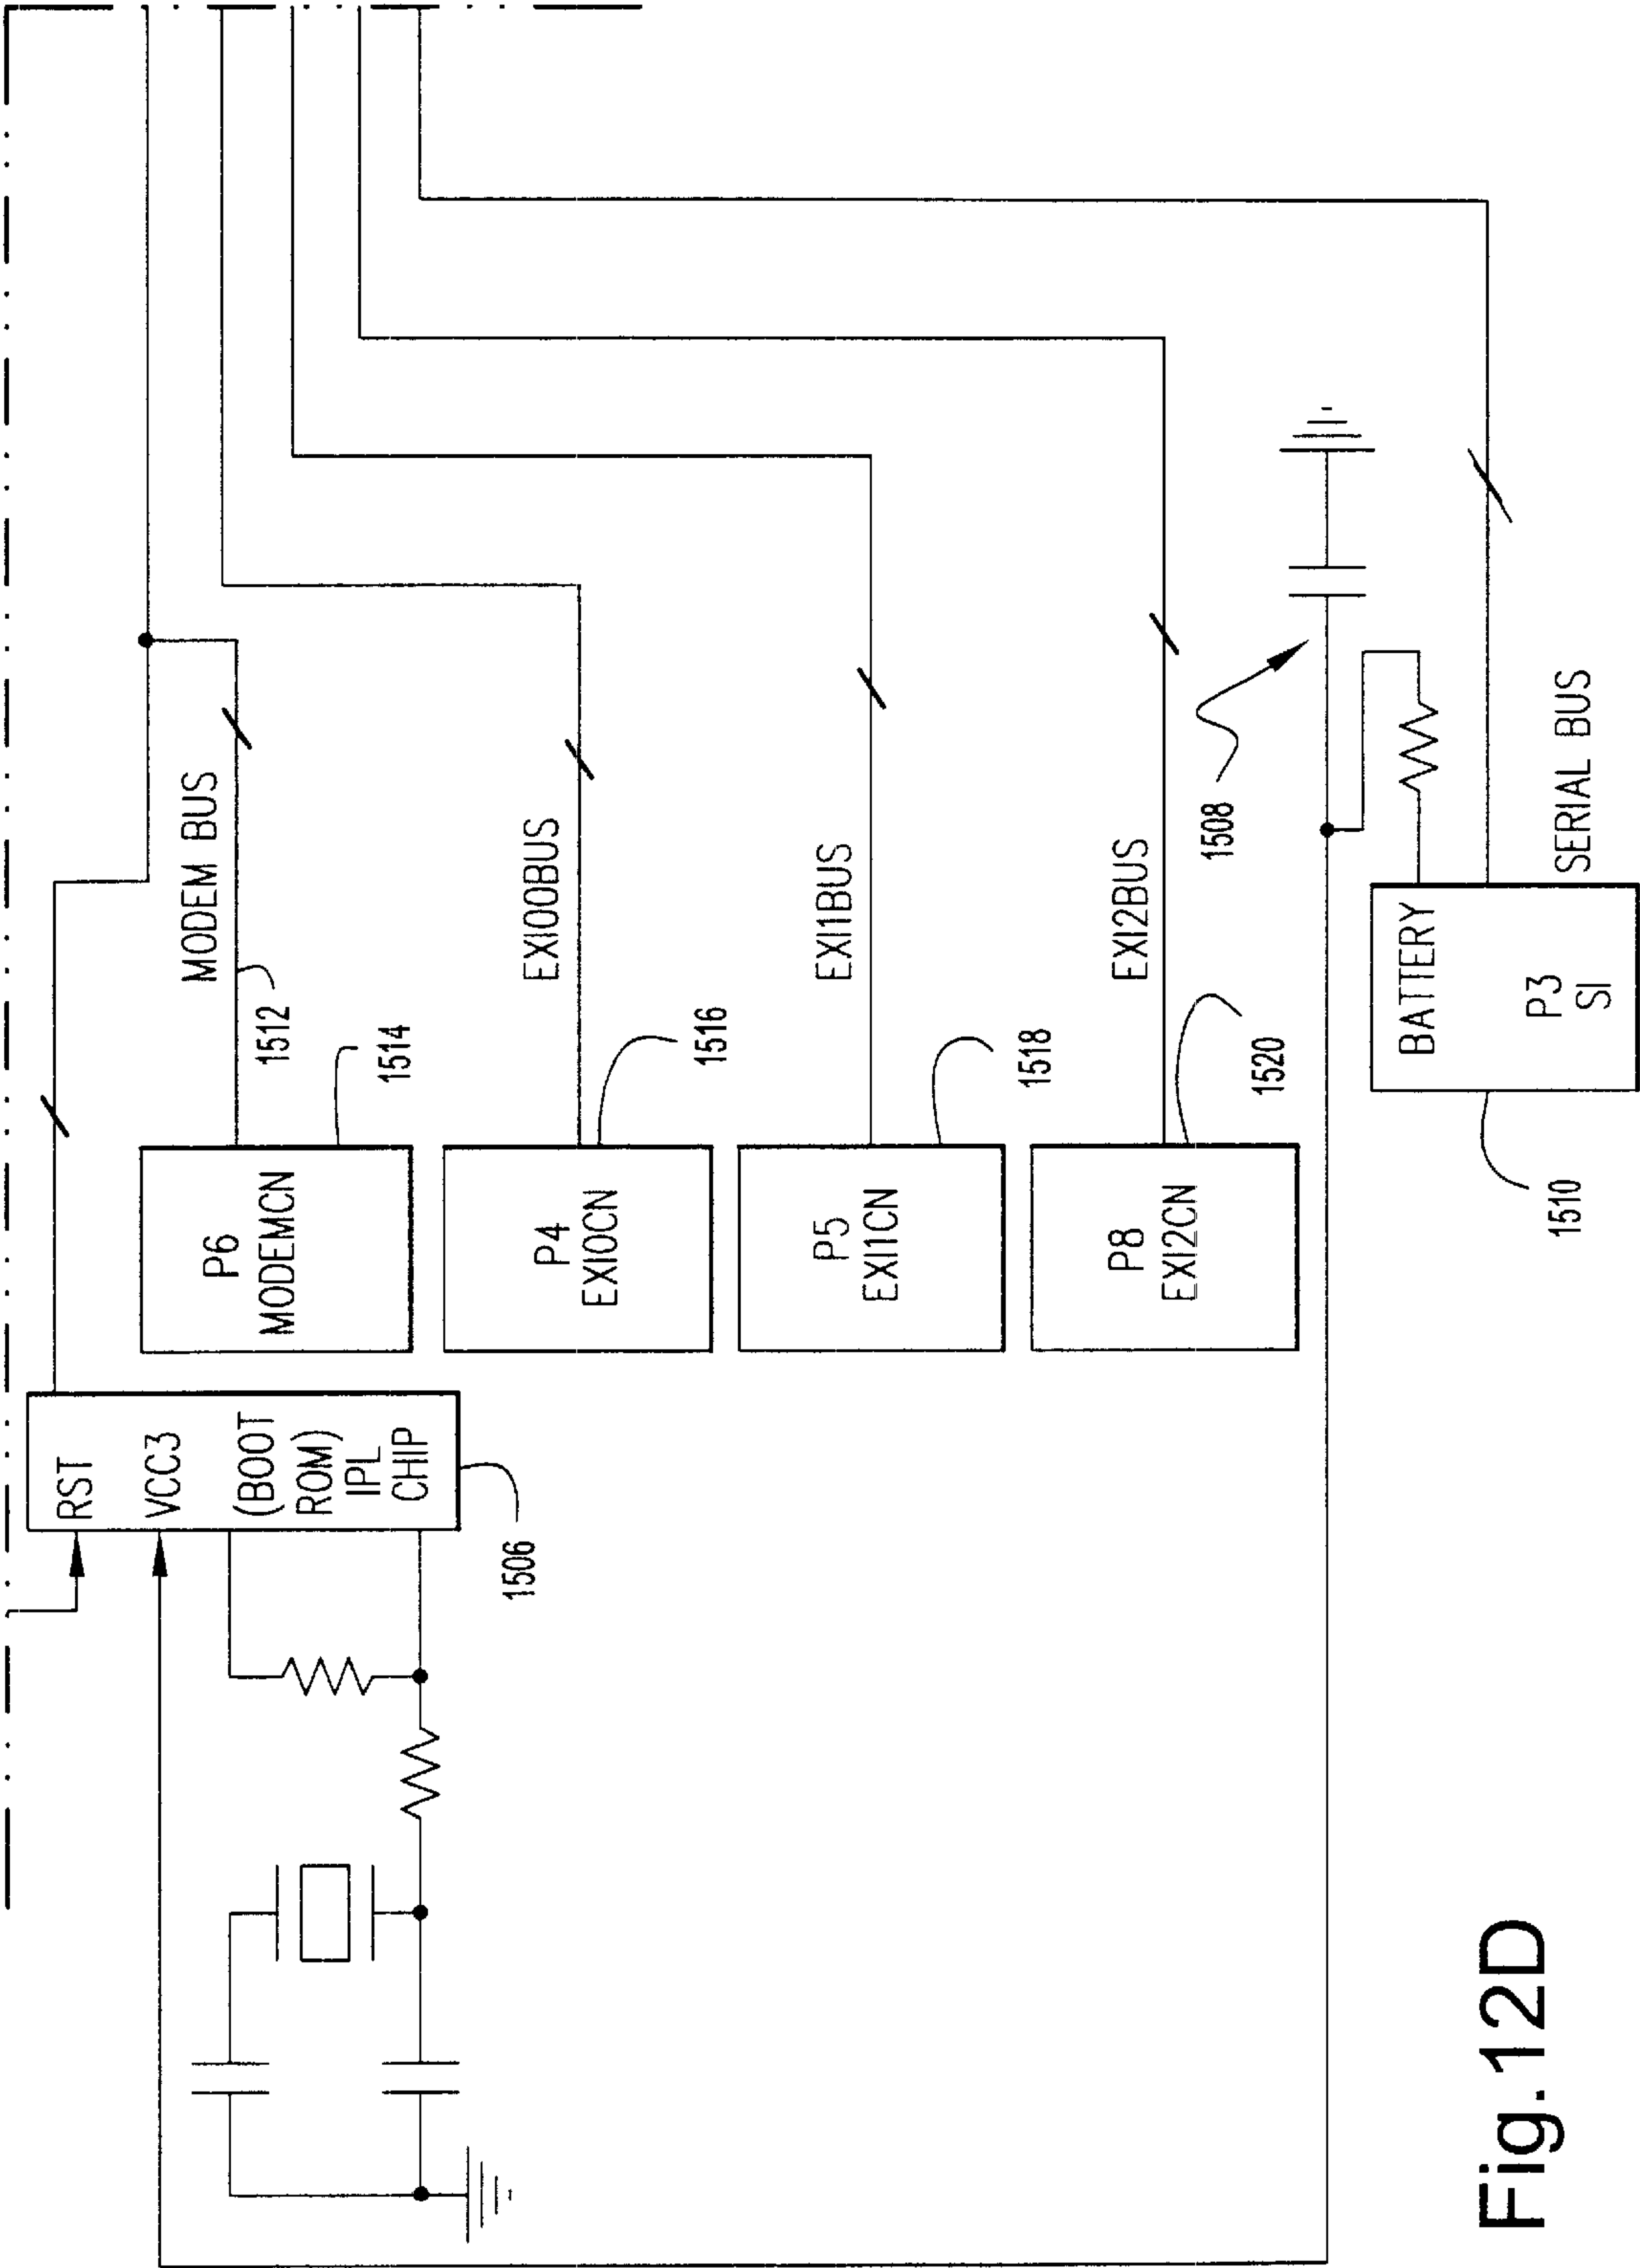 RST
VCC3
(BOOT
ROM)
IPL
CHIP
1506
P6
MODEMCN
1514
MODEM BUS
1512
P4
EXI0CN
1516
EXI00BUS
P5
EXI1CN
1518
EXI1BUS
P8
EXI2CN
1520
EXI2BUS
1508
BATTERY
P3
SI
1510
SERIAL BUS
Fig.12D